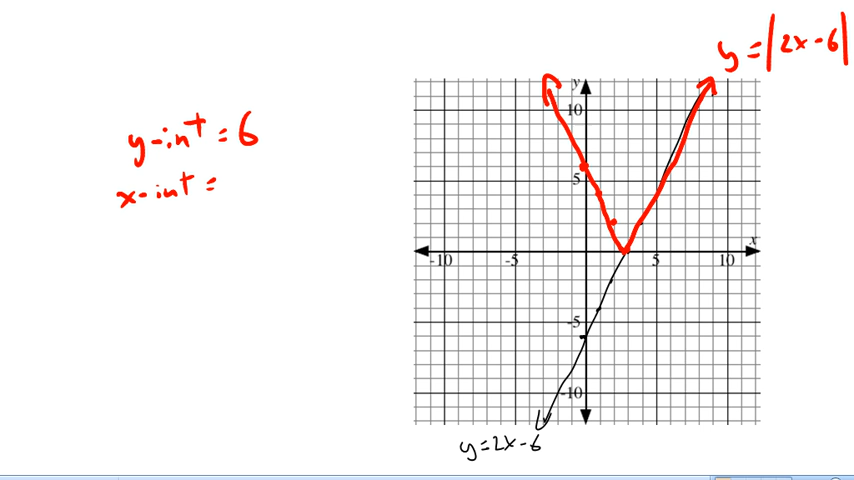 y = |2x - 6|
y-int = 6
x-int =
y
10
5
x
-10
-5
5
10
-5
-10
y = 2x - 6